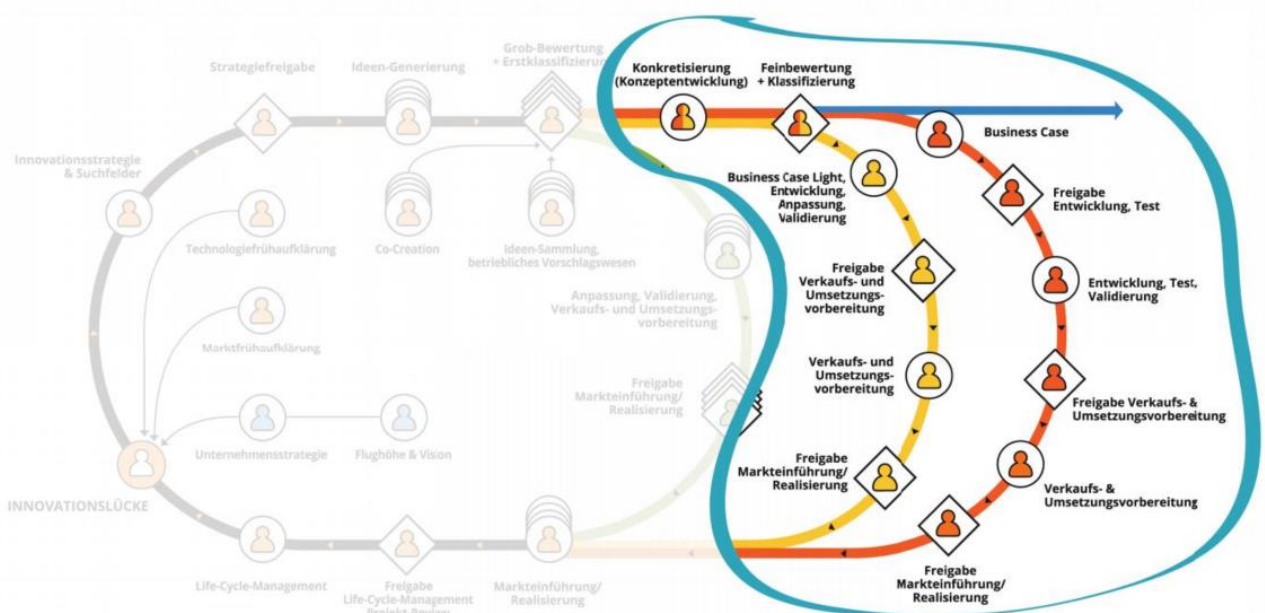 Grob-Bewertung
+ Erstklassifizierung
Strategiefreigabe
Ideen-Generierung
Konkretisierung
(Konzeptentwicklung)
Feinbewertung
+ Klassifizierung
Business Case
Innovationsstrategie
& Suchfelder
Business Case Light,
Entwicklung,
Anpassung,
Validierung
Freigabe
Entwicklung, Test
Technologiefrühaufklärung
Co-Creation
Ideen-Sammlung,
betriebliches Vorschlagswesen
Freigabe
Verkaufs- und
Umsetzungs-
vorbereitung
Entwicklung, Test,
Validierung
Anpassung, Validierung,
Verkaufs- und Umsetzungs-
vorbereitung
Marktfrühaufklärung
Verkaufs- und
Umsetzungs-
vorbereitung
Freigabe
Markteinführung/
Realisierung
Freigabe Verkaufs- &
Umsetzungsvorbereitung
Unternehmensstrategie
Flughöhe & Vision
Freigabe
Markteinführung/
Realisierung
Verkaufs- &
Umsetzungsvorbereitung
INNOVATIONSLÜCKE
Freigabe
Markteinführung/
Realisierung
Life-Cycle-Management
Freigabe
Life-Cycle-Management
Projekt-Review
Markteinführung/
Realisierung